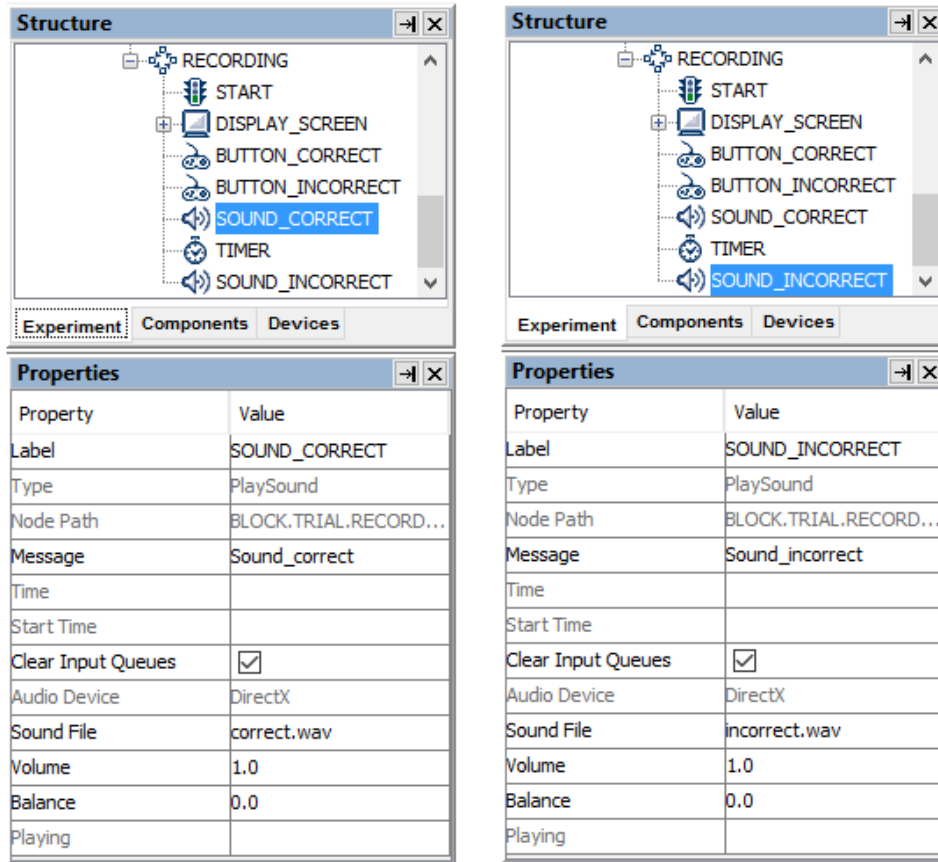 Structure
RECORDING
START
DISPLAY_SCREEN
BUTTON_CORRECT
BUTTON_INCORRECT
SOUND_CORRECT
TIMER
SOUND_INCORRECT
Experiment Components Devices
Properties
Property Value
Label SOUND_CORRECT
Type PlaySound
Node Path BLOCK.TRIAL.RECORD...
Message Sound_correct
Time
Start Time
Clear Input Queues
Audio Device DirectX
Sound File correct.wav
Volume 1.0
Balance 0.0
Playing
Structure
RECORDING
START
DISPLAY_SCREEN
BUTTON_CORRECT
BUTTON_INCORRECT
SOUND_CORRECT
TIMER
SOUND_INCORRECT
Experiment Components Devices
Properties
Property Value
Label SOUND_INCORRECT
Type PlaySound
Node Path BLOCK.TRIAL.RECORD...
Message Sound_incorrect
Time
Start Time
Clear Input Queues
Audio Device DirectX
Sound File incorrect.wav
Volume 1.0
Balance 0.0
Playing